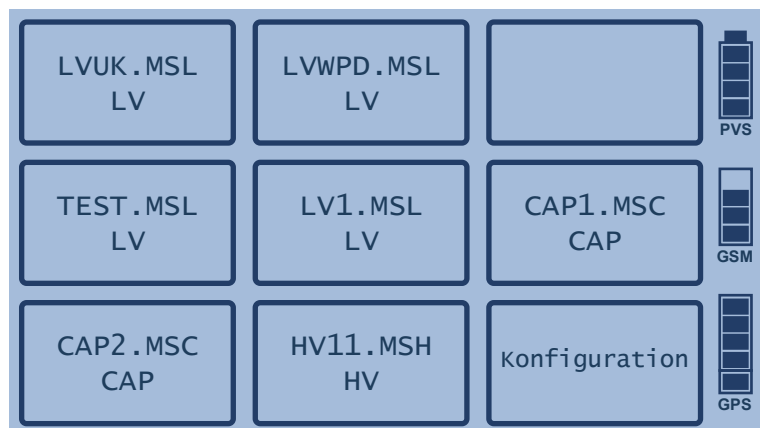 LVUK.MSL
LV
LVWPD.MSL
LV
PVS
TEST.MSL
LV
LV1.MSL
LV
CAP1.MSC
CAP
GSM
CAP2.MSC
CAP
HV11.MSH
HV
Konfiguration
GPS